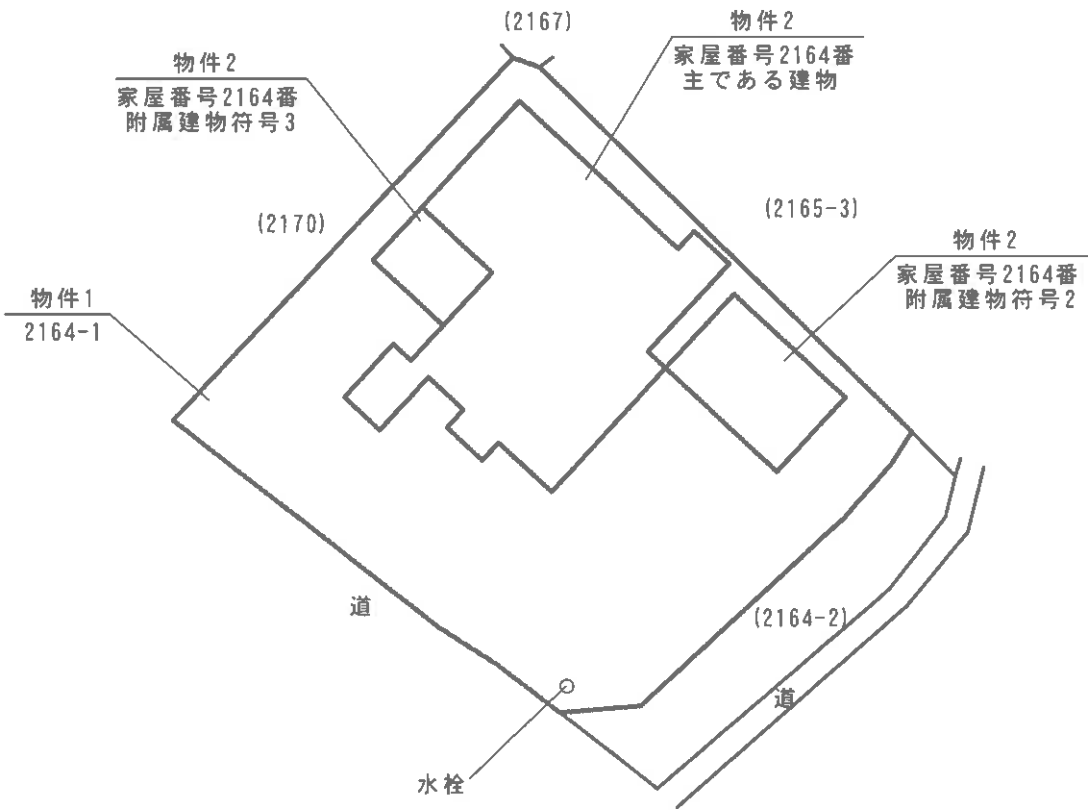 (2167)
物件2
家屋番号2164番
主である建物
物件2
家屋番号2164番
附属建物符号3
(2170)
(2165-3)
物件2
家屋番号2164番
附属建物符号2
物件1
2164-1
道
(2164-2)
道
水栓